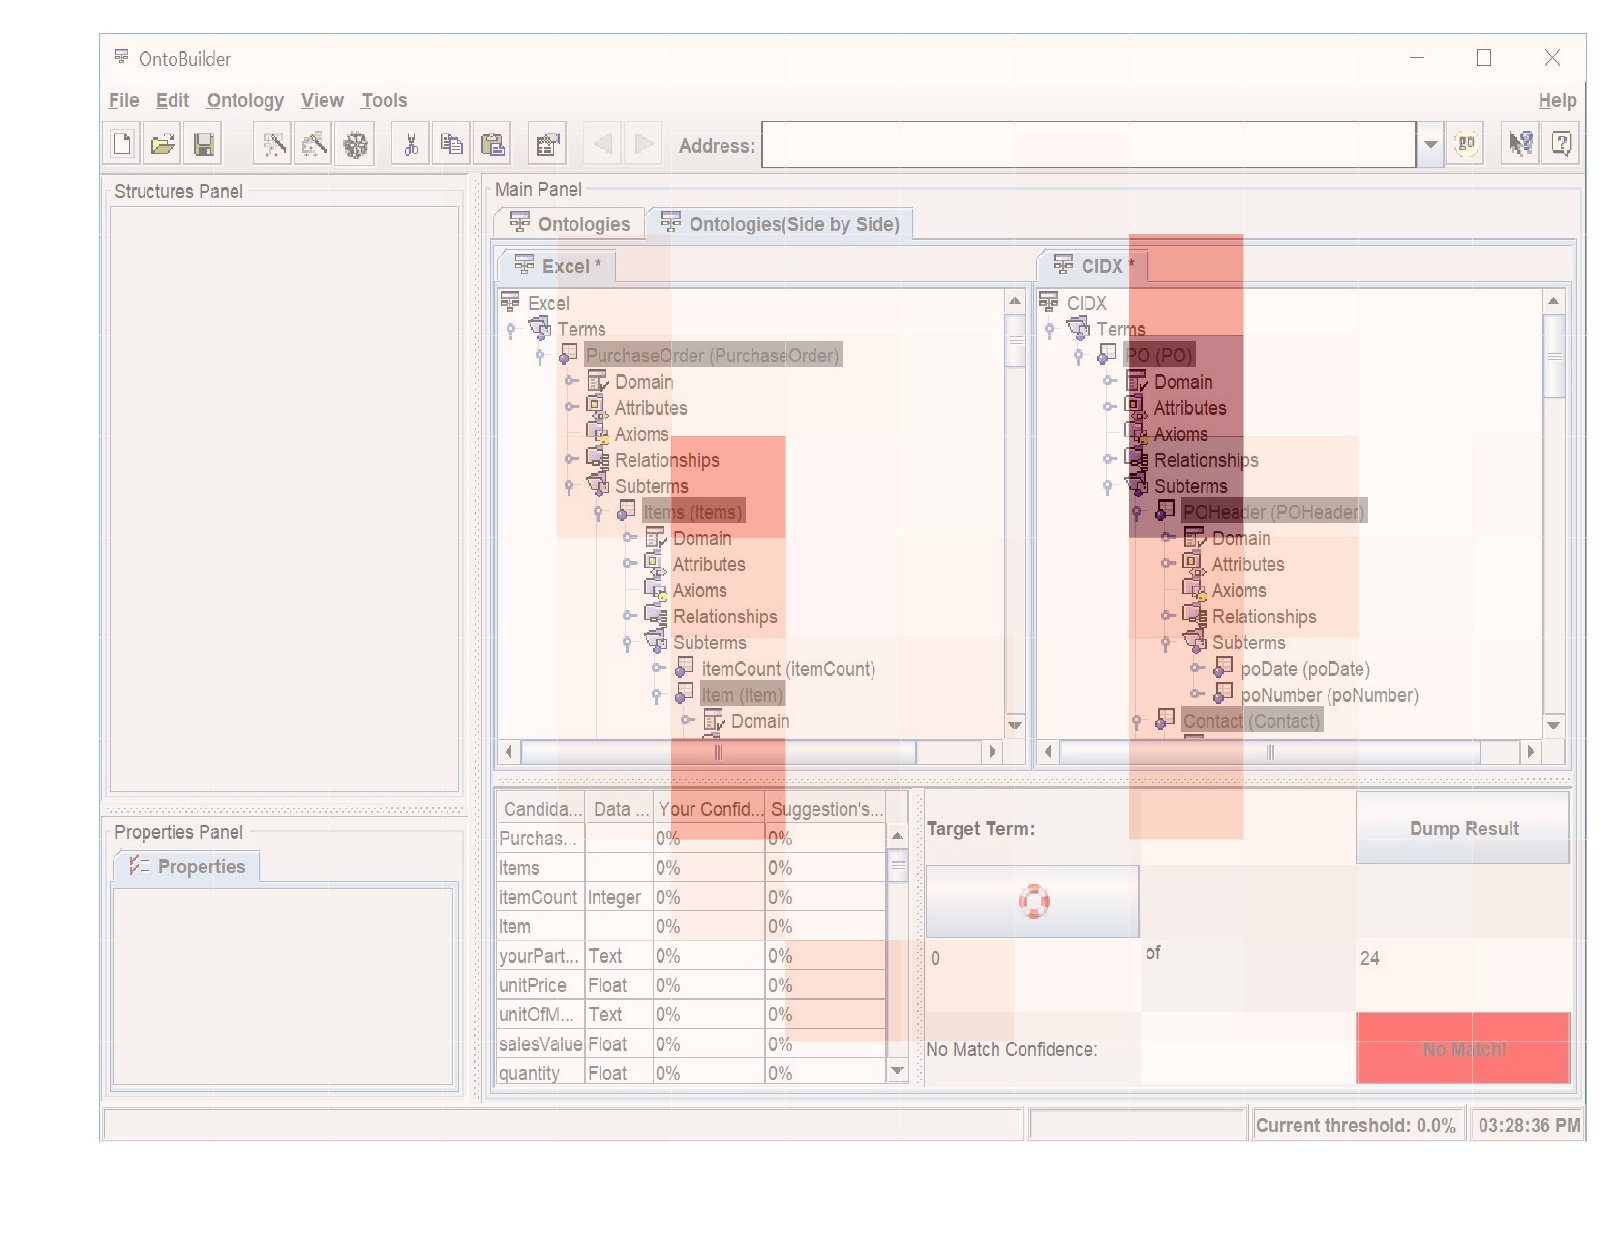 OntoBuilder
File Edit Ontology View Tools Help
Address: go
Structures Panel
Main Panel
Ontologies Ontologies(Side by Side)
Excel *
Excel
Terms
PurchaseOrder (PurchaseOrder)
Domain
Attributes
Axioms
Relationships
Subterms
Items (Items)
Domain
Attributes
Axioms
Relationships
Subterms
itemCount (itemCount)
Item (Item)
Domain
CIDX *
CIDX
Terms
PO (PO)
Domain
Attributes
Axioms
Relationships
Subterms
POHeader (POHeader)
Domain
Attributes
Axioms
Relationships
Subterms
poDate (poDate)
poNumber (poNumber)
Contact (Contact)
Properties Panel
Properties
Candida... Data ... Your Confid... Suggestion's...
Purchas... 0% 0%
Items 0% 0%
itemCount Integer 0% 0%
Item 0% 0%
yourPart... Text 0% 0%
unitPrice Float 0% 0%
unitOfM... Text 0% 0%
salesValue Float 0% 0%
quantity Float 0% 0%
Target Term: Dump Result
0 of 24
No Match Confidence: No Match!
Current threshold: 0.0% 03:28:36 PM